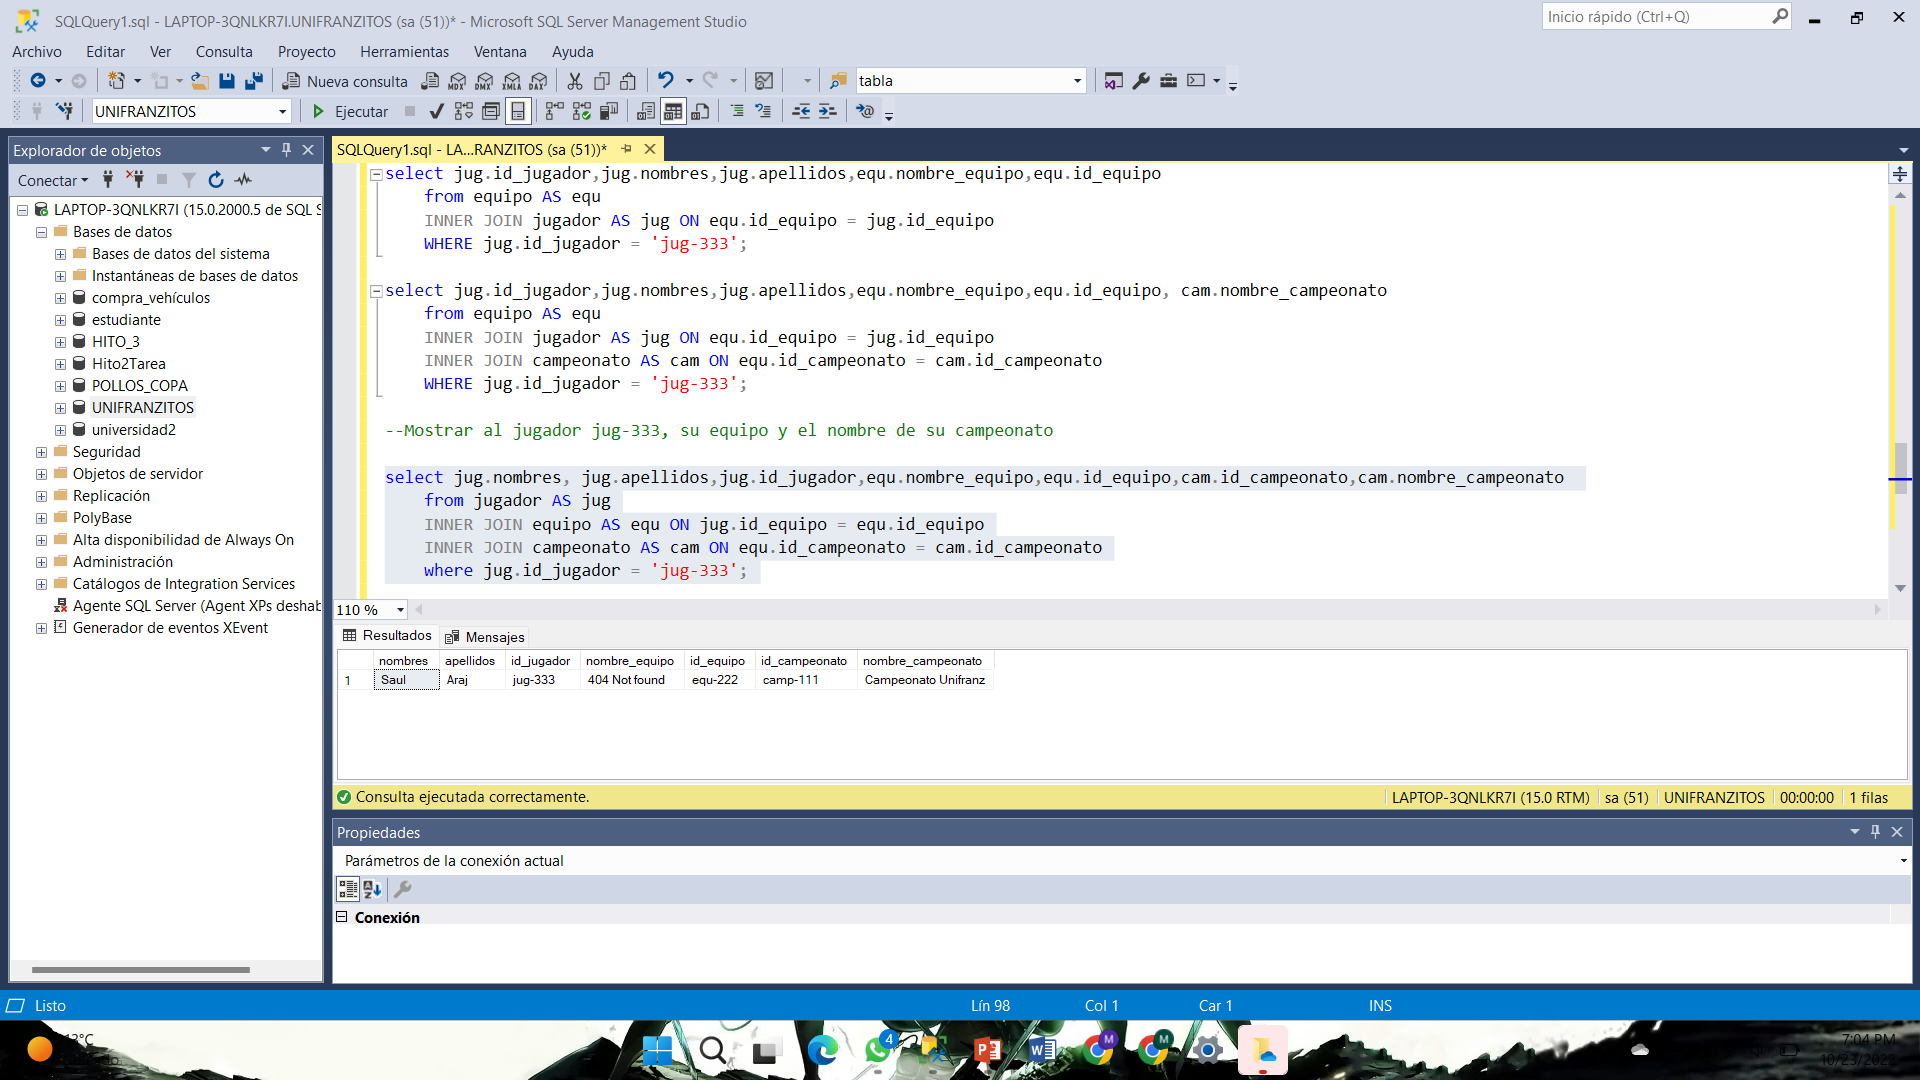 SQLQuery1.sql - LAPTOP-3QNLKR7I.UNIFRANZITOS (sa (51))* - Microsoft SQL Server Management Studio
Inicio rápido (Ctrl+Q)
Archivo Editar Ver Consulta Proyecto Herramientas Ventana Ayuda
Nueva consulta MDX DMX XMLA DAX tabla
UNIFRANZITOS Ejecutar
Explorador de objetos
Conectar
LAPTOP-3QNLKR7I (15.0.2000.5 de SQL S
Bases de datos
Bases de datos del sistema
Instantáneas de bases de datos
compra_vehículos
estudiante
HITO_3
Hito2Tarea
POLLOS_COPA
UNIFRANZITOS
universidad2
Seguridad
Objetos de servidor
Replicación
PolyBase
Alta disponibilidad de Always On
Administración
Catálogos de Integration Services
Agente SQL Server (Agent XPs deshab
Generador de eventos XEvent
SQLQuery1.sql - LA...RANZITOS (sa (51))*
select jug.id_jugador,jug.nombres,jug.apellidos,equ.nombre_equipo,equ.id_equipo
from equipo AS equ
INNER JOIN jugador AS jug ON equ.id_equipo = jug.id_equipo
WHERE jug.id_jugador = 'jug-333';
select jug.id_jugador,jug.nombres,jug.apellidos,equ.nombre_equipo,equ.id_equipo, cam.nombre_campeonato
from equipo AS equ
INNER JOIN jugador AS jug ON equ.id_equipo = jug.id_equipo
INNER JOIN campeonato AS cam ON equ.id_campeonato = cam.id_campeonato
WHERE jug.id_jugador = 'jug-333';
--Mostrar al jugador jug-333, su equipo y el nombre de su campeonato
select jug.nombres, jug.apellidos,jug.id_jugador,equ.nombre_equipo,equ.id_equipo,cam.id_campeonato,cam.nombre_campeonato
from jugador AS jug
INNER JOIN equipo AS equ ON jug.id_equipo = equ.id_equipo
INNER JOIN campeonato AS cam ON equ.id_campeonato = cam.id_campeonato
where jug.id_jugador = 'jug-333';
110 %
Resultados Mensajes
nombres apellidos id_jugador nombre_equipo id_equipo id_campeonato nombre_campeonato
1 Saul Araj jug-333 404 Not found equ-222 camp-111 Campeonato Unifranz
Consulta ejecutada correctamente. LAPTOP-3QNLKR7I (15.0 RTM) sa (51) UNIFRANZITOS 00:00:00 1 filas
Propiedades
Parámetros de la conexión actual
Conexión
Listo Lín 98 Col 1 Car 1 INS
4
M
M
7:04 PM